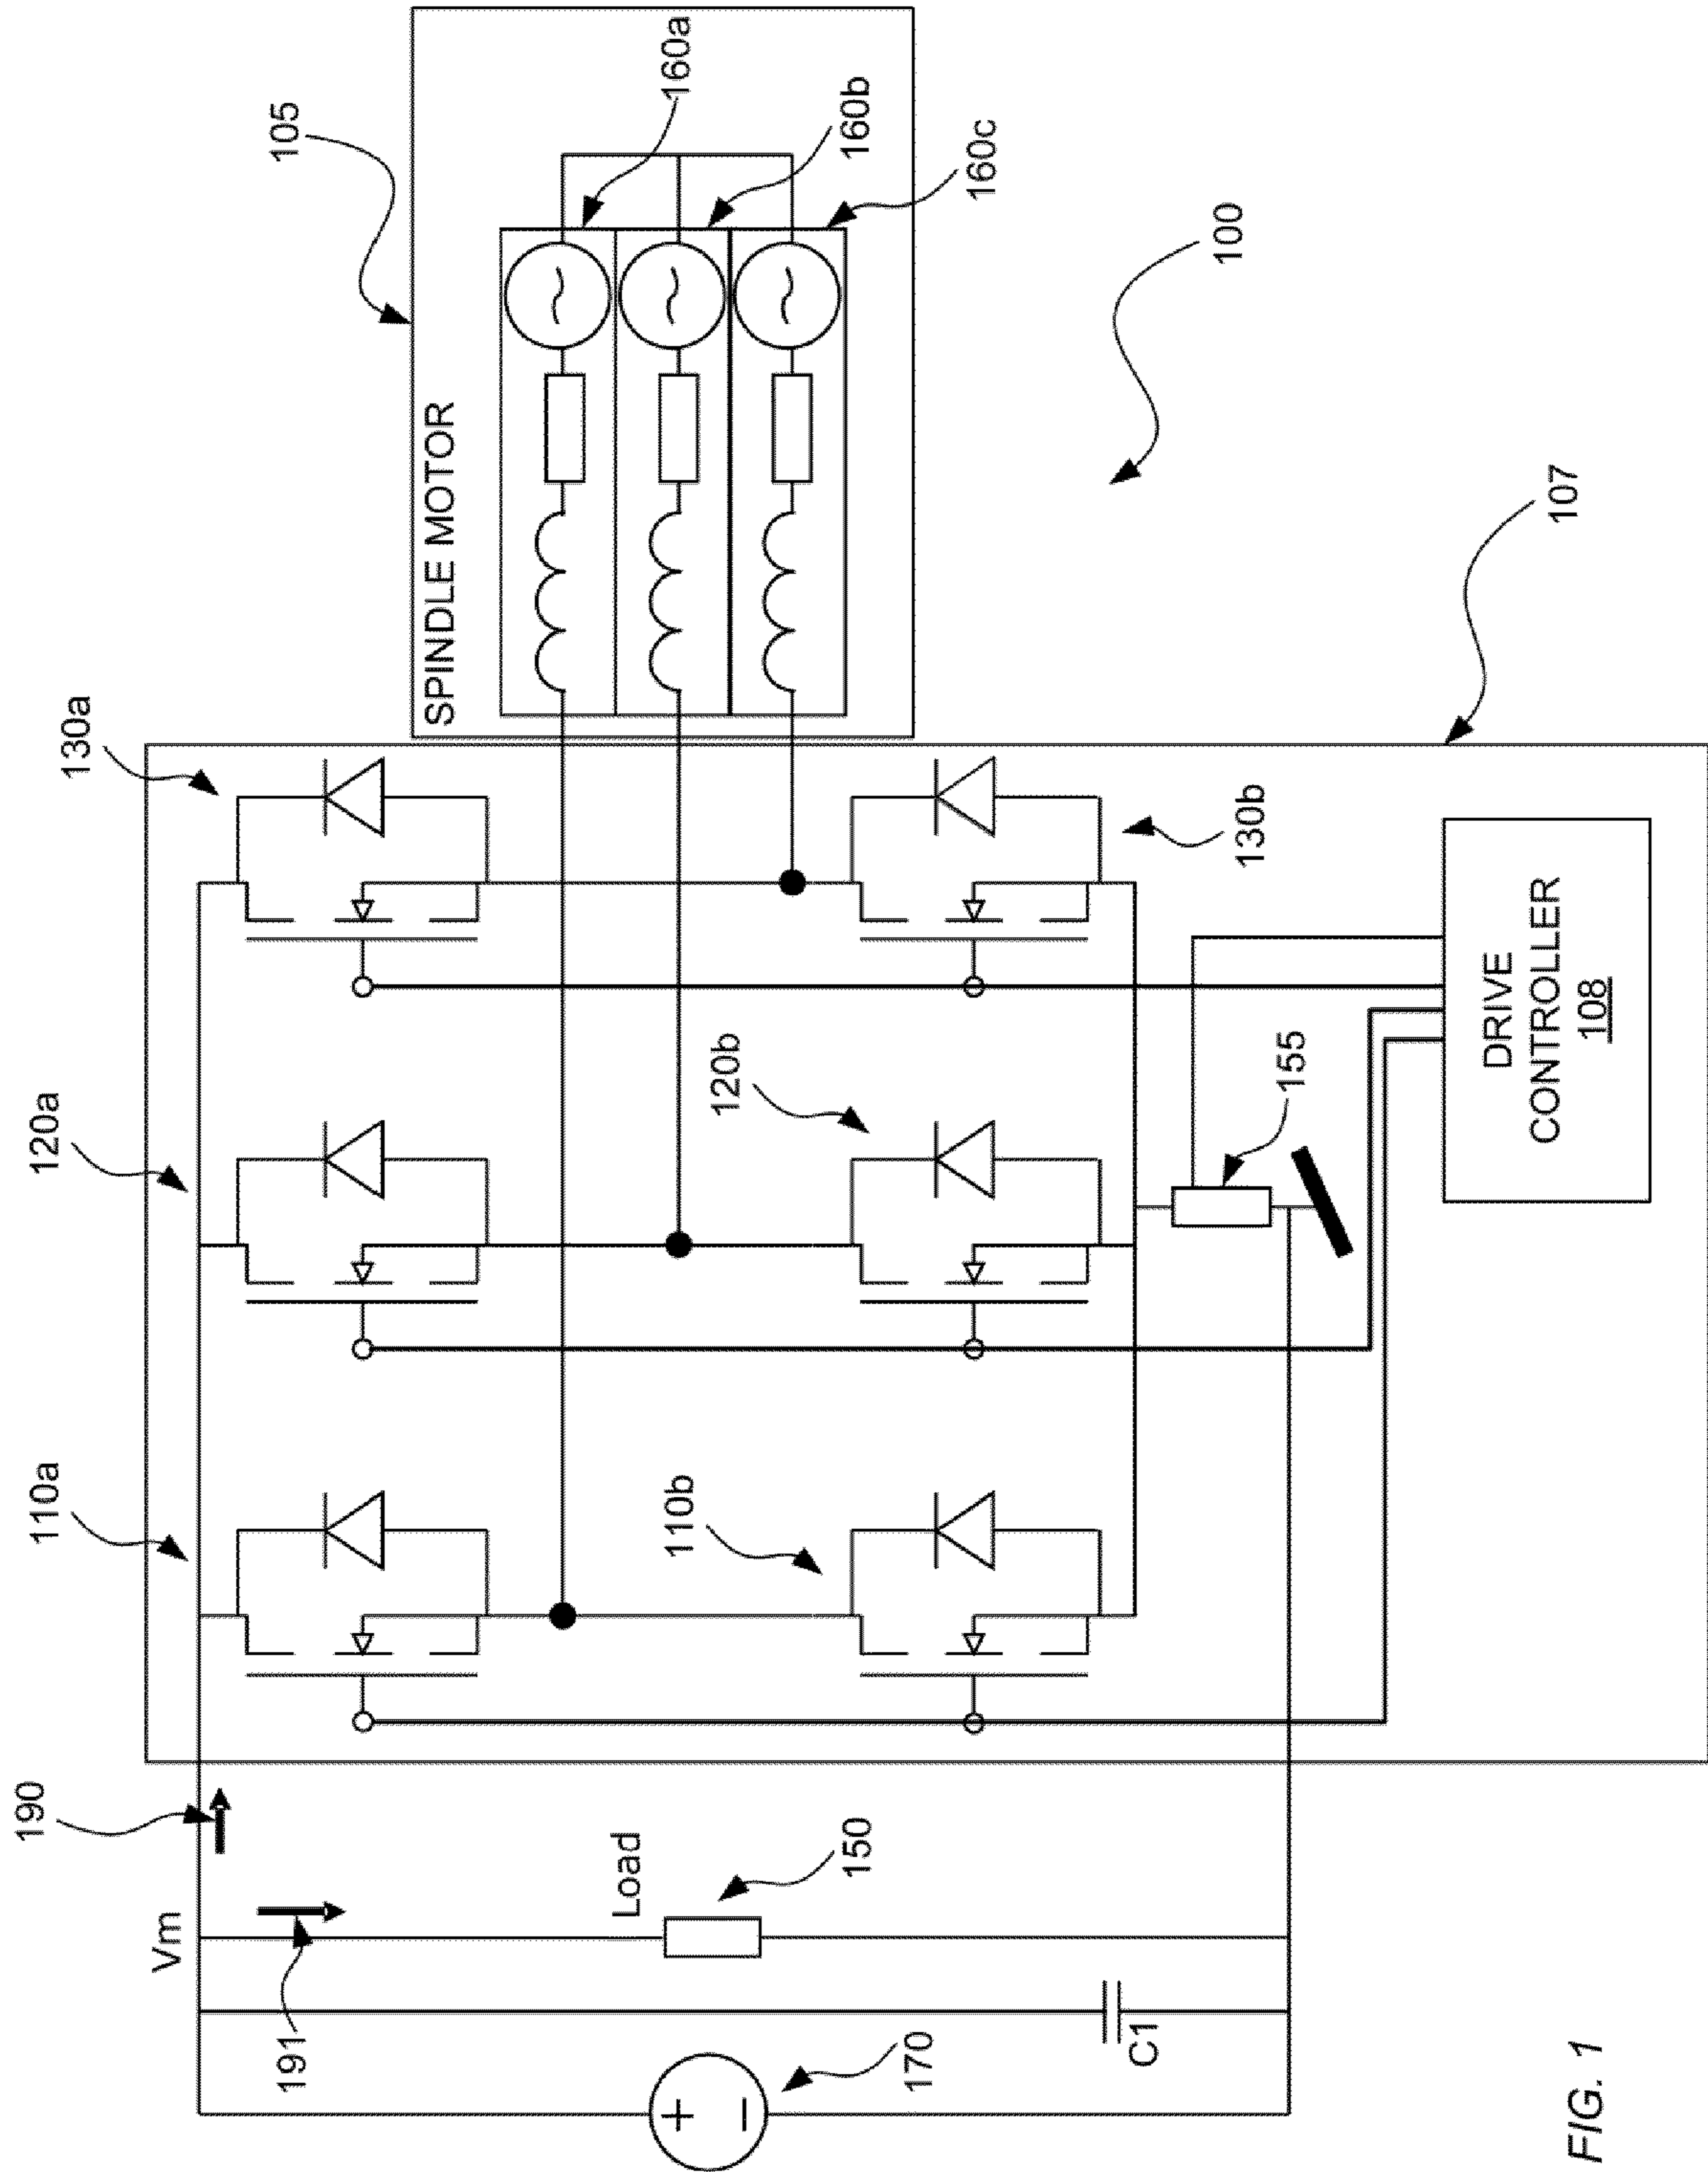 110a
120a
130a
105
SPINDLE MOTOR
160a
160b
160c
100
190
Vm
191
Load
150
170
C1
110b
120b
130b
155
107
DRIVE
CONTROLLER
108
+
−
FIG. 1